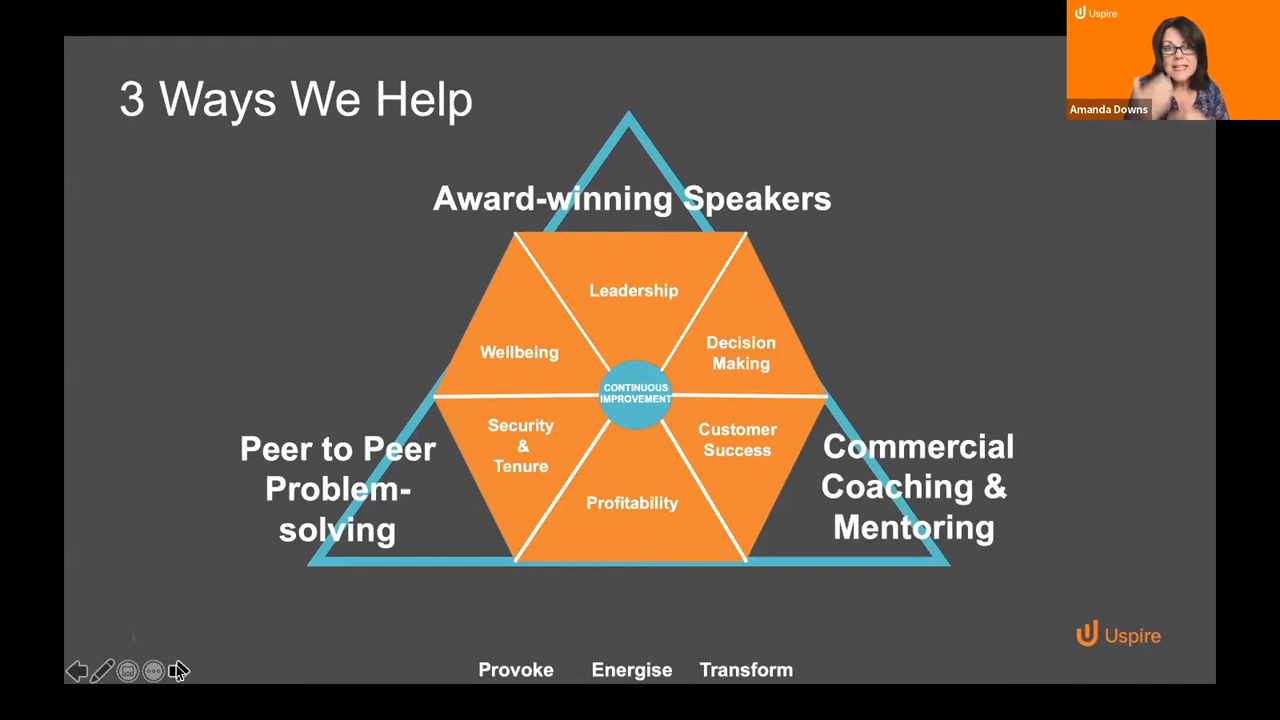 Uspire
Amanda Downs
3 Ways We Help
Award-winning Speakers
Leadership
Wellbeing
Decision
Making
CONTINUOUS
IMPROVEMENT
Security
&
Tenure
Customer
Success
Profitability
Peer to Peer
Problem-
solving
Commercial
Coaching &
Mentoring
Uspire
Provoke Energise Transform